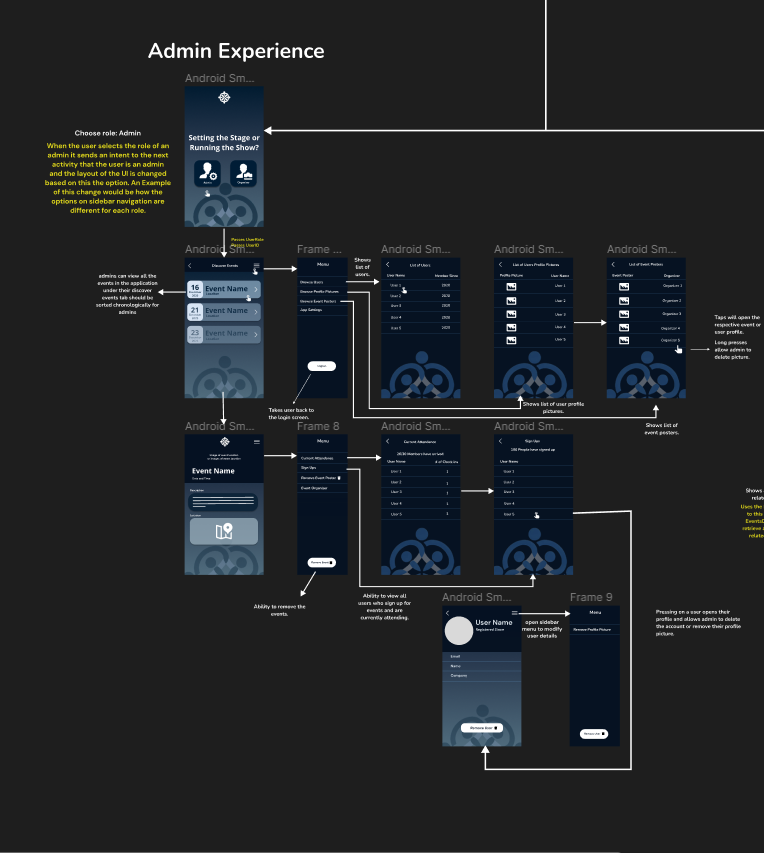 Admin Experience
Android Sm...
Choose role: Admin
When the user selects the role of an
admin it sends an intent to the next
activity that the user is an admin
and the layout of the UI is changed
based on this the option. An Example
of this change would be how the
options on sidebar navigation are
different for each role.
Setting the Stage or
Running the Show?
Admin
Organizer
Passes UserRole
Passes UserID
Android Sm...
Frame ...
Android Sm...
Android Sm...
Android Sm...
admins can view all the
events in the application
under their discover
events tab should be
sorted chronologically for
admins
Discover Events
16
Event Name
21
Event Name
23
Event Name
Menu
Browse Users
Browse Profile Pictures
Browse Event Posters
App Settings
Logout
Shows
list of
users.
List of Users
User Name
Member Since
User 1
User 2
User 3
User 4
User 5
List of Users Profile Pictures
Profile Picture
User Name
User 1
User 2
User 3
User 4
User 5
List of Event Posters
Event Poster
Organizer
Organizer 1
Organizer 2
Organizer 3
Organizer 4
Organizer 5
Taps will open the
respective event or
user profile.
Long presses
allow admin to
delete picture.
Takes user back to
the login screen.
Shows list of user profile
pictures.
Shows list of
event posters.
Android Sm...
Frame 8
Android Sm...
Android Sm...
Event Name
Date and Time
Description
Location
Menu
Current Attendance
Sign Ups
Remove Event Poster
Event Organizer
Remove Event
Current Attendance
User Name
# of Check-ins
User 1
1
User 2
1
User 3
1
User 4
1
User 5
1
Sign Ups
User Name
User 1
User 2
User 3
User 4
User 5
Shows
relat
Uses the
to this
EventsD
retrieve
relate
Ability to remove the
events.
Ability to view all
users who sign up for
events and are
currently attending.
Android Sm...
Frame 9
User Name
Registered Since
Email
Name
Company
Remove User
open sidebar
menu to modify
user details
Menu
Remove Profile Picture
Remove User
Pressing on a user opens their
profile and allows admin to delete
the account or remove their profile
picture.